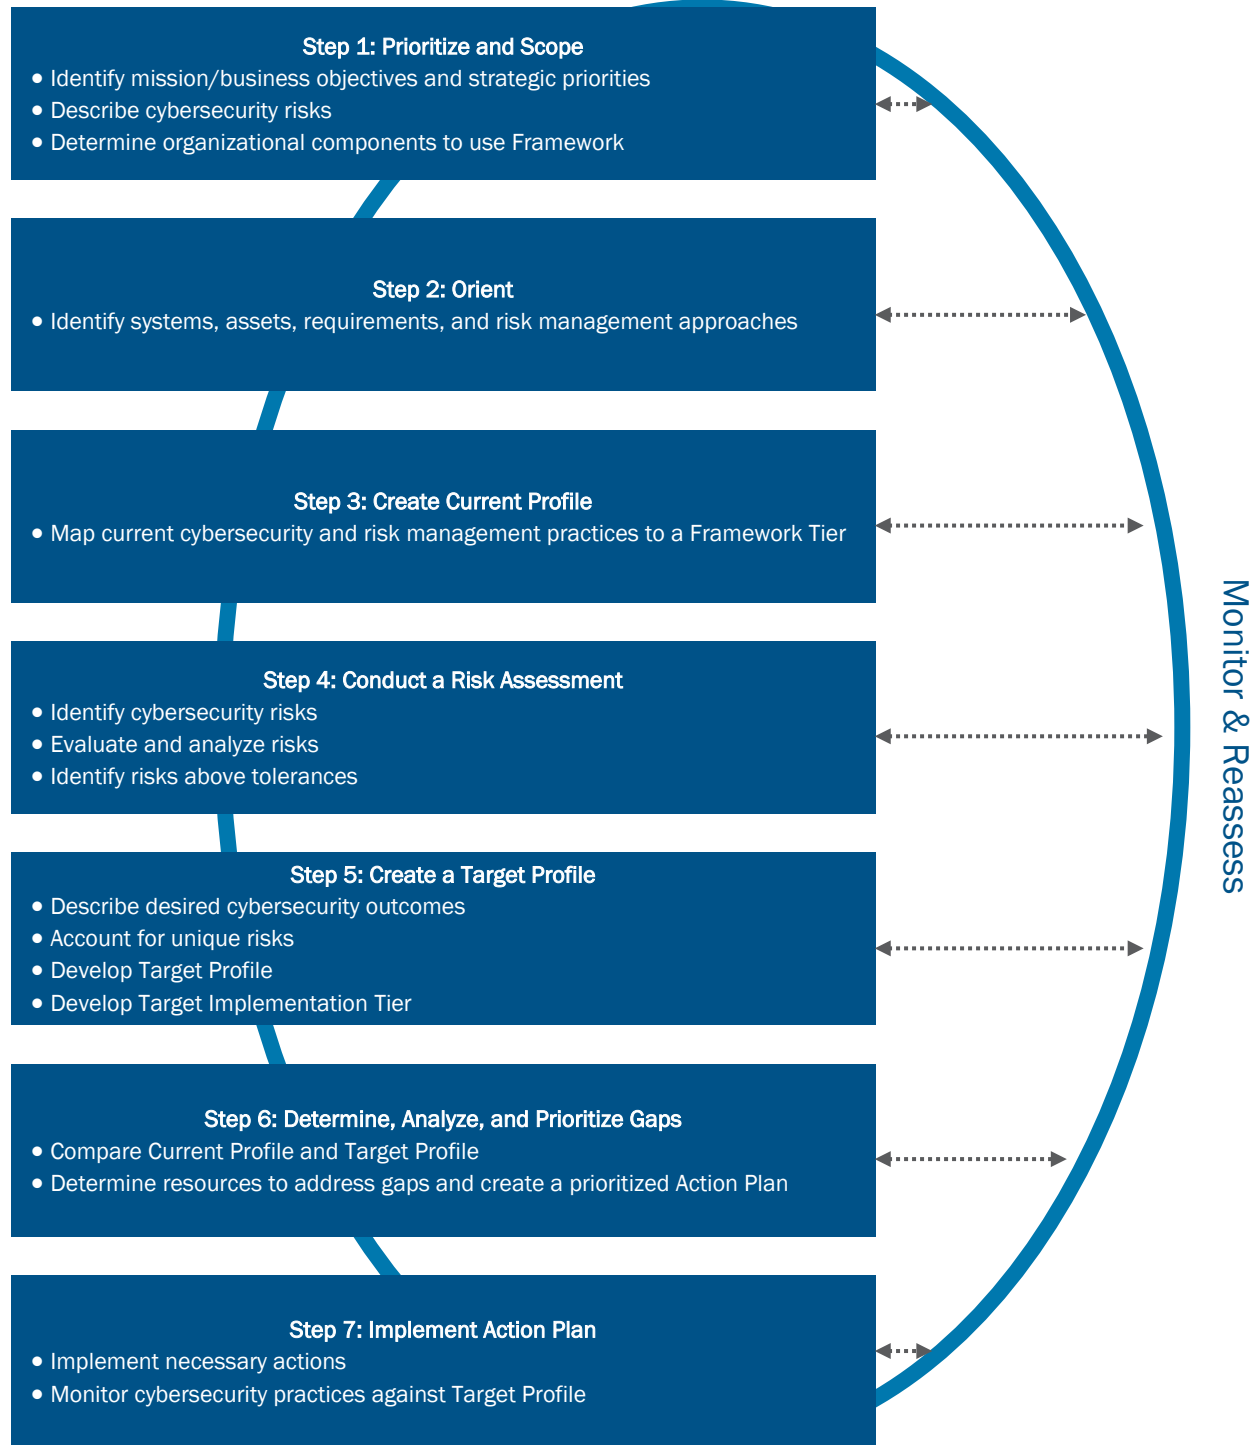 Step 1: Prioritize and Scope
• Identify mission/business objectives and strategic priorities
• Describe cybersecurity risks
• Determine organizational components to use Framework
Step 2: Orient
• Identify systems, assets, requirements, and risk management approaches
Step 3: Create Current Profile
• Map current cybersecurity and risk management practices to a Framework Tier
Step 4: Conduct a Risk Assessment
• Identify cybersecurity risks
• Evaluate and analyze risks
• Identify risks above tolerances
Step 5: Create a Target Profile
• Describe desired cybersecurity outcomes
• Account for unique risks
• Develop Target Profile
• Develop Target Implementation Tier
Step 6: Determine, Analyze, and Prioritize Gaps
• Compare Current Profile and Target Profile
• Determine resources to address gaps and create a prioritized Action Plan
Step 7: Implement Action Plan
• Implement necessary actions
• Monitor cybersecurity practices against Target Profile
Monitor & Reassess